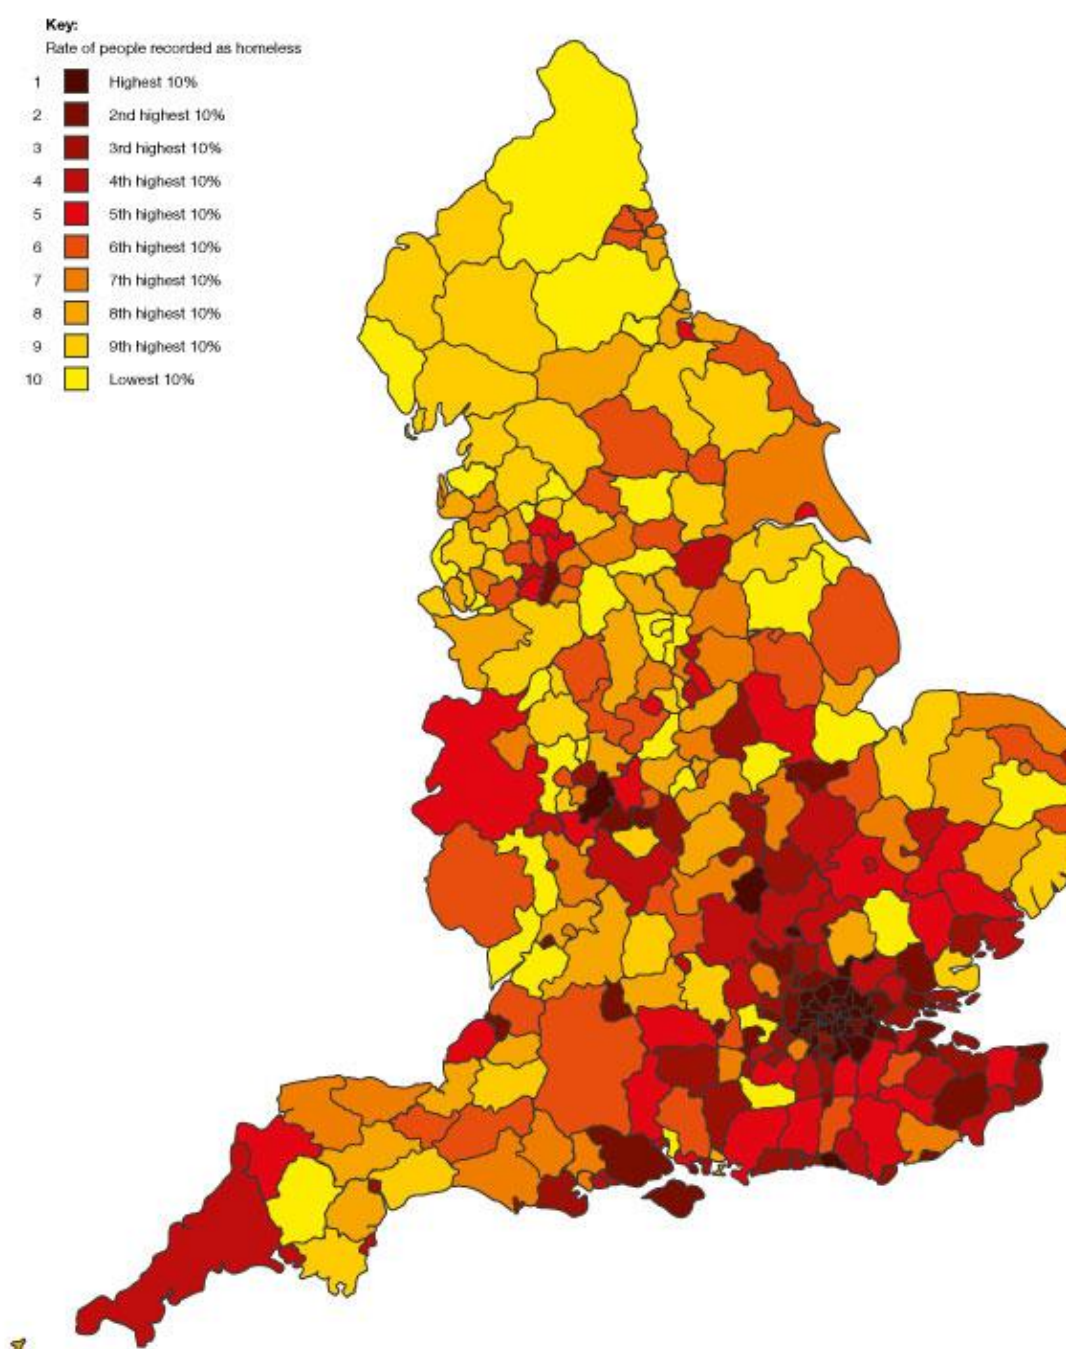 Key:
Rate of people recorded as homeless
1 Highest 10%
2 2nd highest 10%
3 3rd highest 10%
4 4th highest 10%
5 5th highest 10%
6 6th highest 10%
7 7th highest 10%
8 8th highest 10%
9 9th highest 10%
10 Lowest 10%